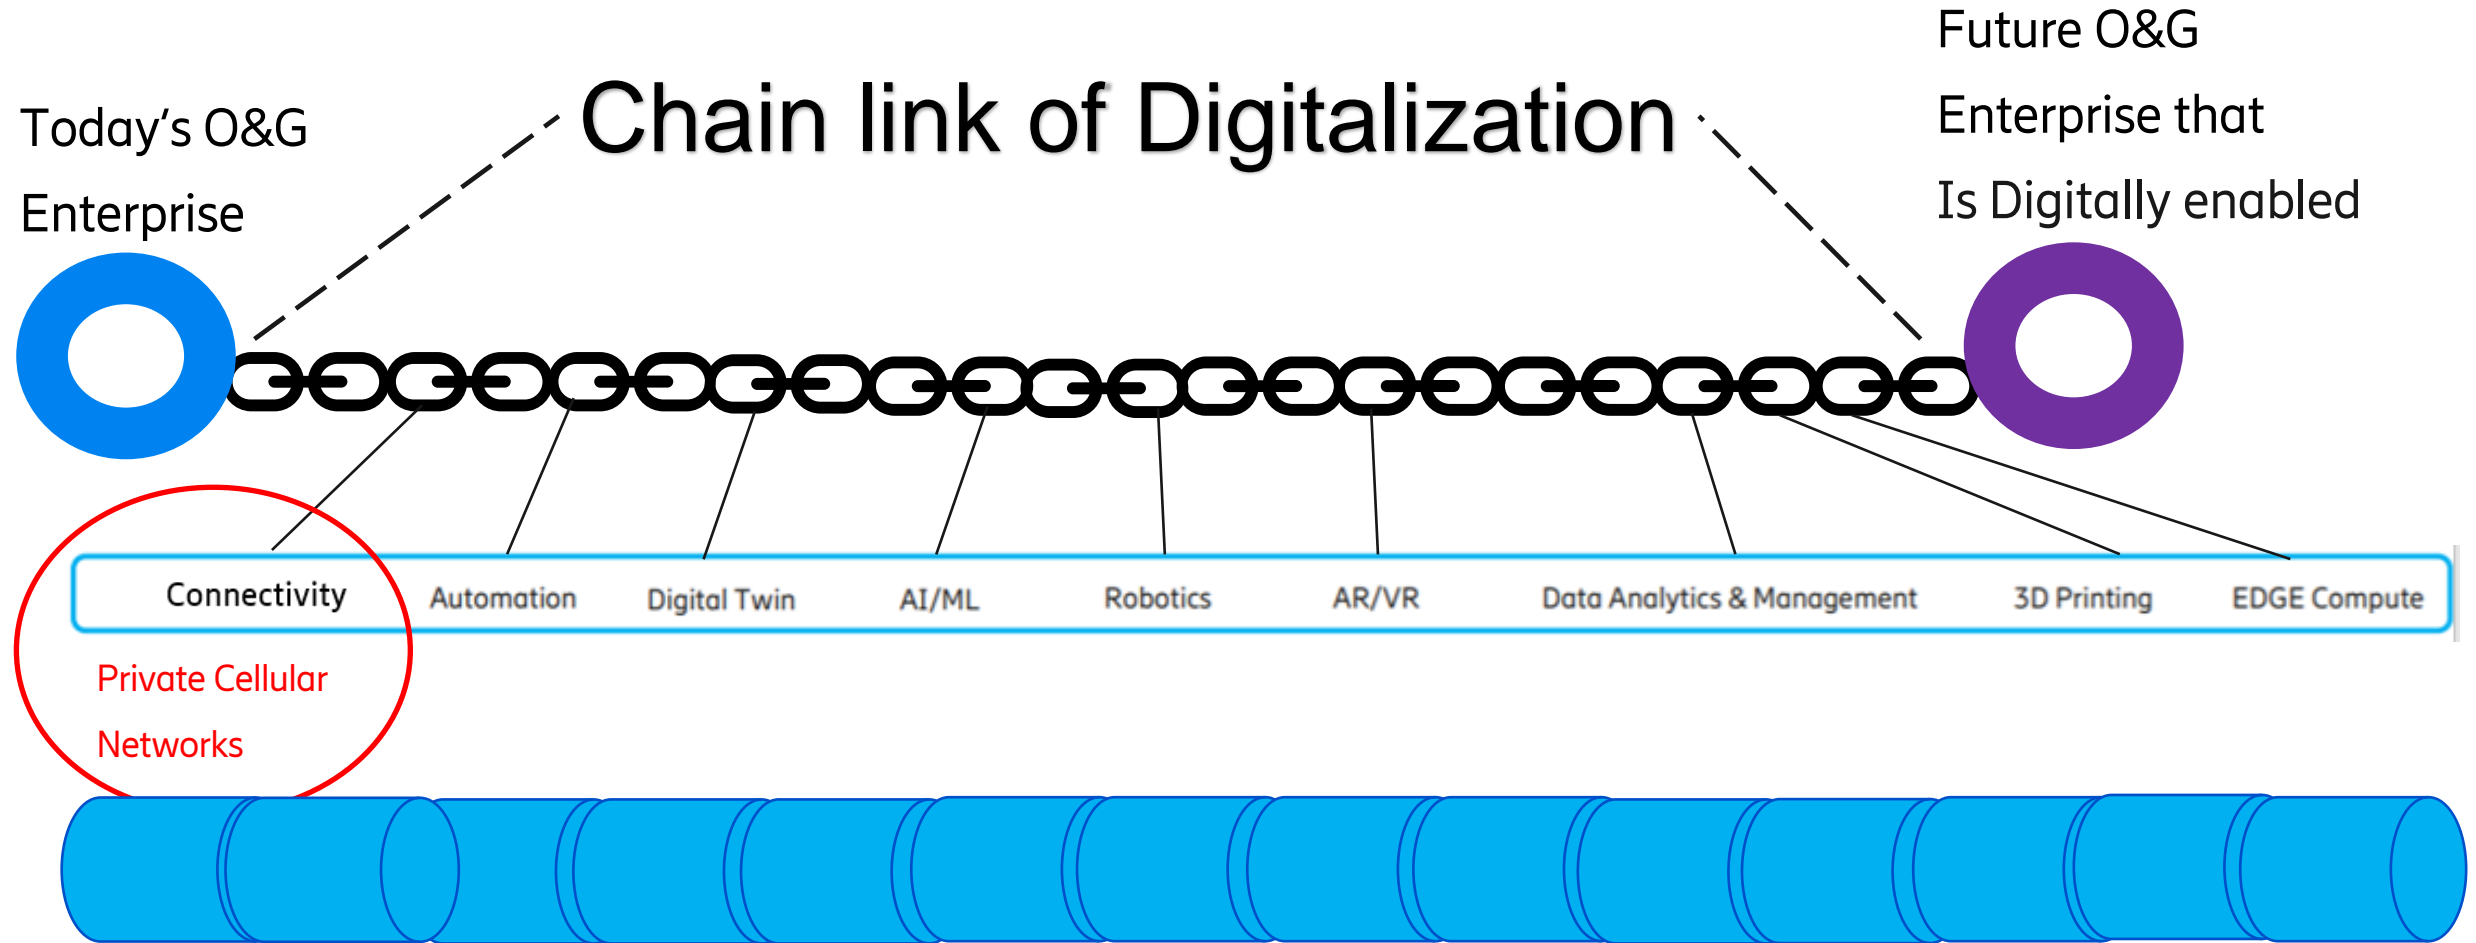 Today's O&G
Enterprise
Chain link of Digitalization
Future O&G
Enterprise that
Is Digitally enabled
Connectivity
Automation
Digital Twin
AI/ML
Robotics
AR/VR
Data Analytics & Management
3D Printing
EDGE Compute
Private Cellular
Networks